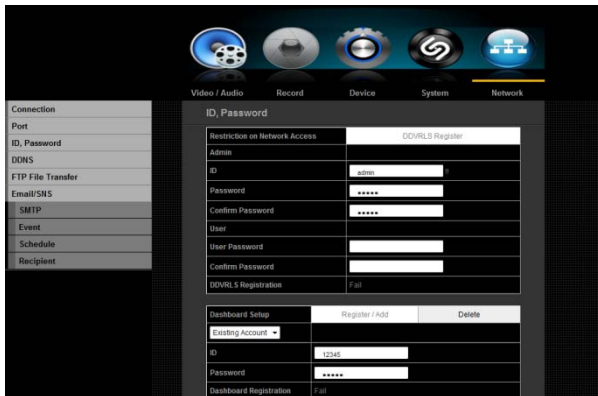 Video / Audio Record Device System Network
Connection
Port
ID, Password
DDNS
FTP File Transfer
Email/SNS
SMTP
Event
Schedule
Recipient
ID, Password
Restriction on Network Access DDVRLS Register
Admin
ID admin
Password •••••
Confirm Password •••••
User
User Password
Confirm Password
DDVRLS Registration Fail
Dashboard Setup Register / Add Delete
Existing Account
ID 12345
Password •••••
Dashboard Registration Fail